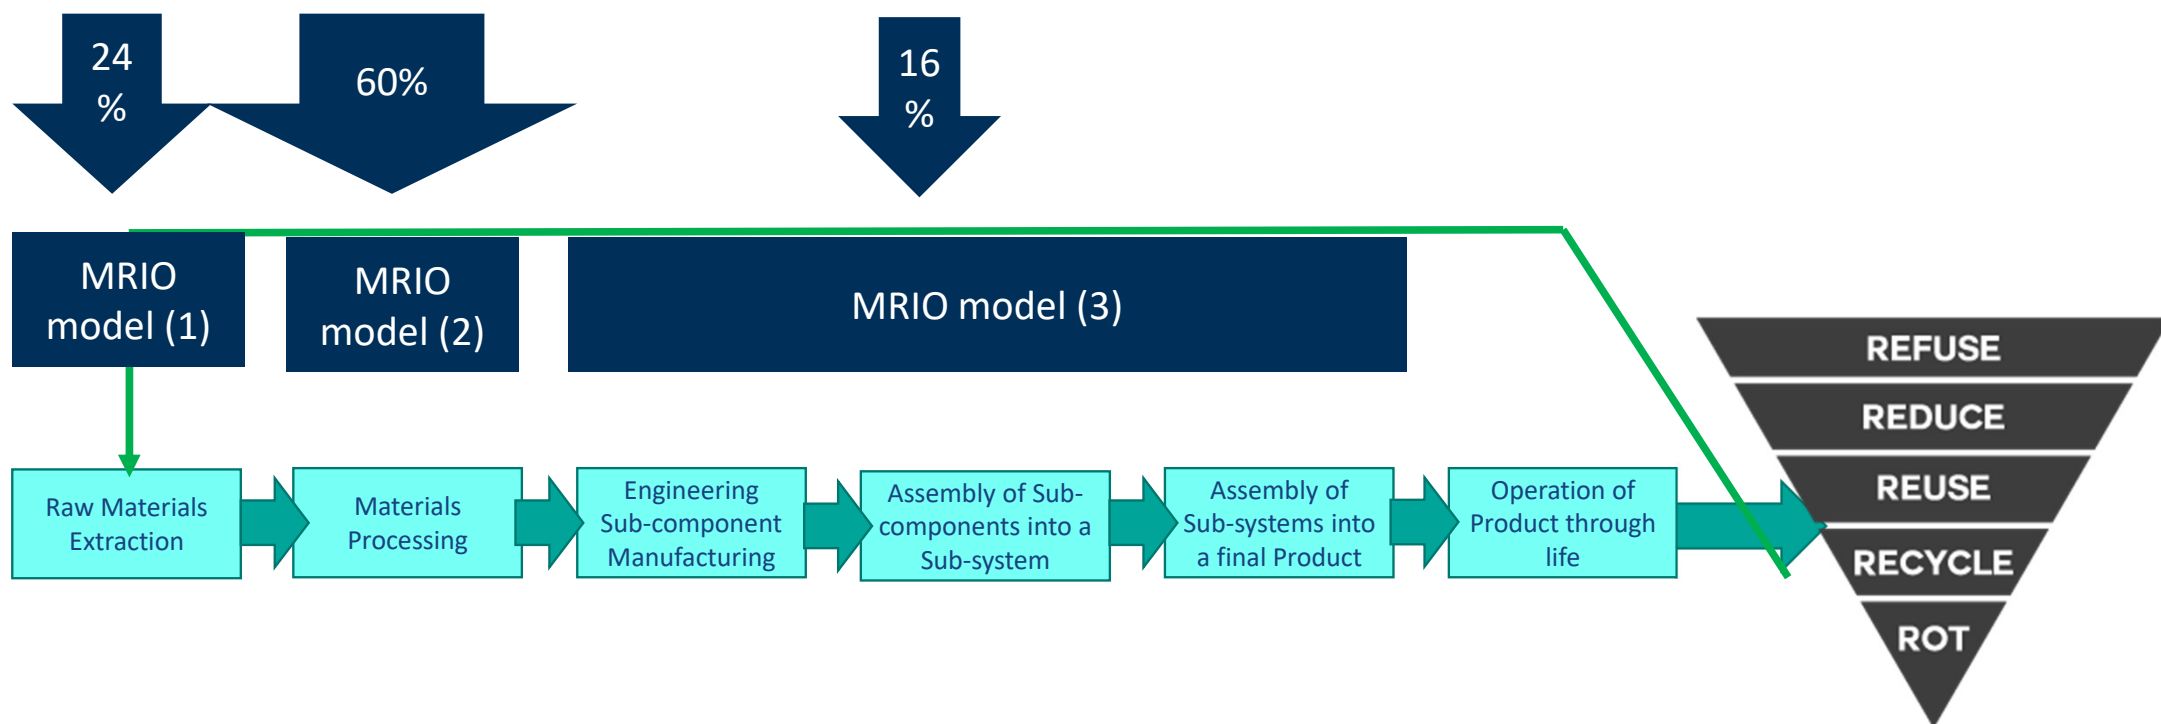 24
%
60%
16
%
MRIO
model (1)
MRIO
model (2)
MRIO model (3)
REFUSE
REDUCE
REUSE
RECYCLE
ROT
Raw Materials
Extraction
Materials
Processing
Engineering
Sub-component
Manufacturing
Assembly of Sub-
components into a
Sub-system
Assembly of
Sub-systems into
a final Product
Operation of
Product through
life